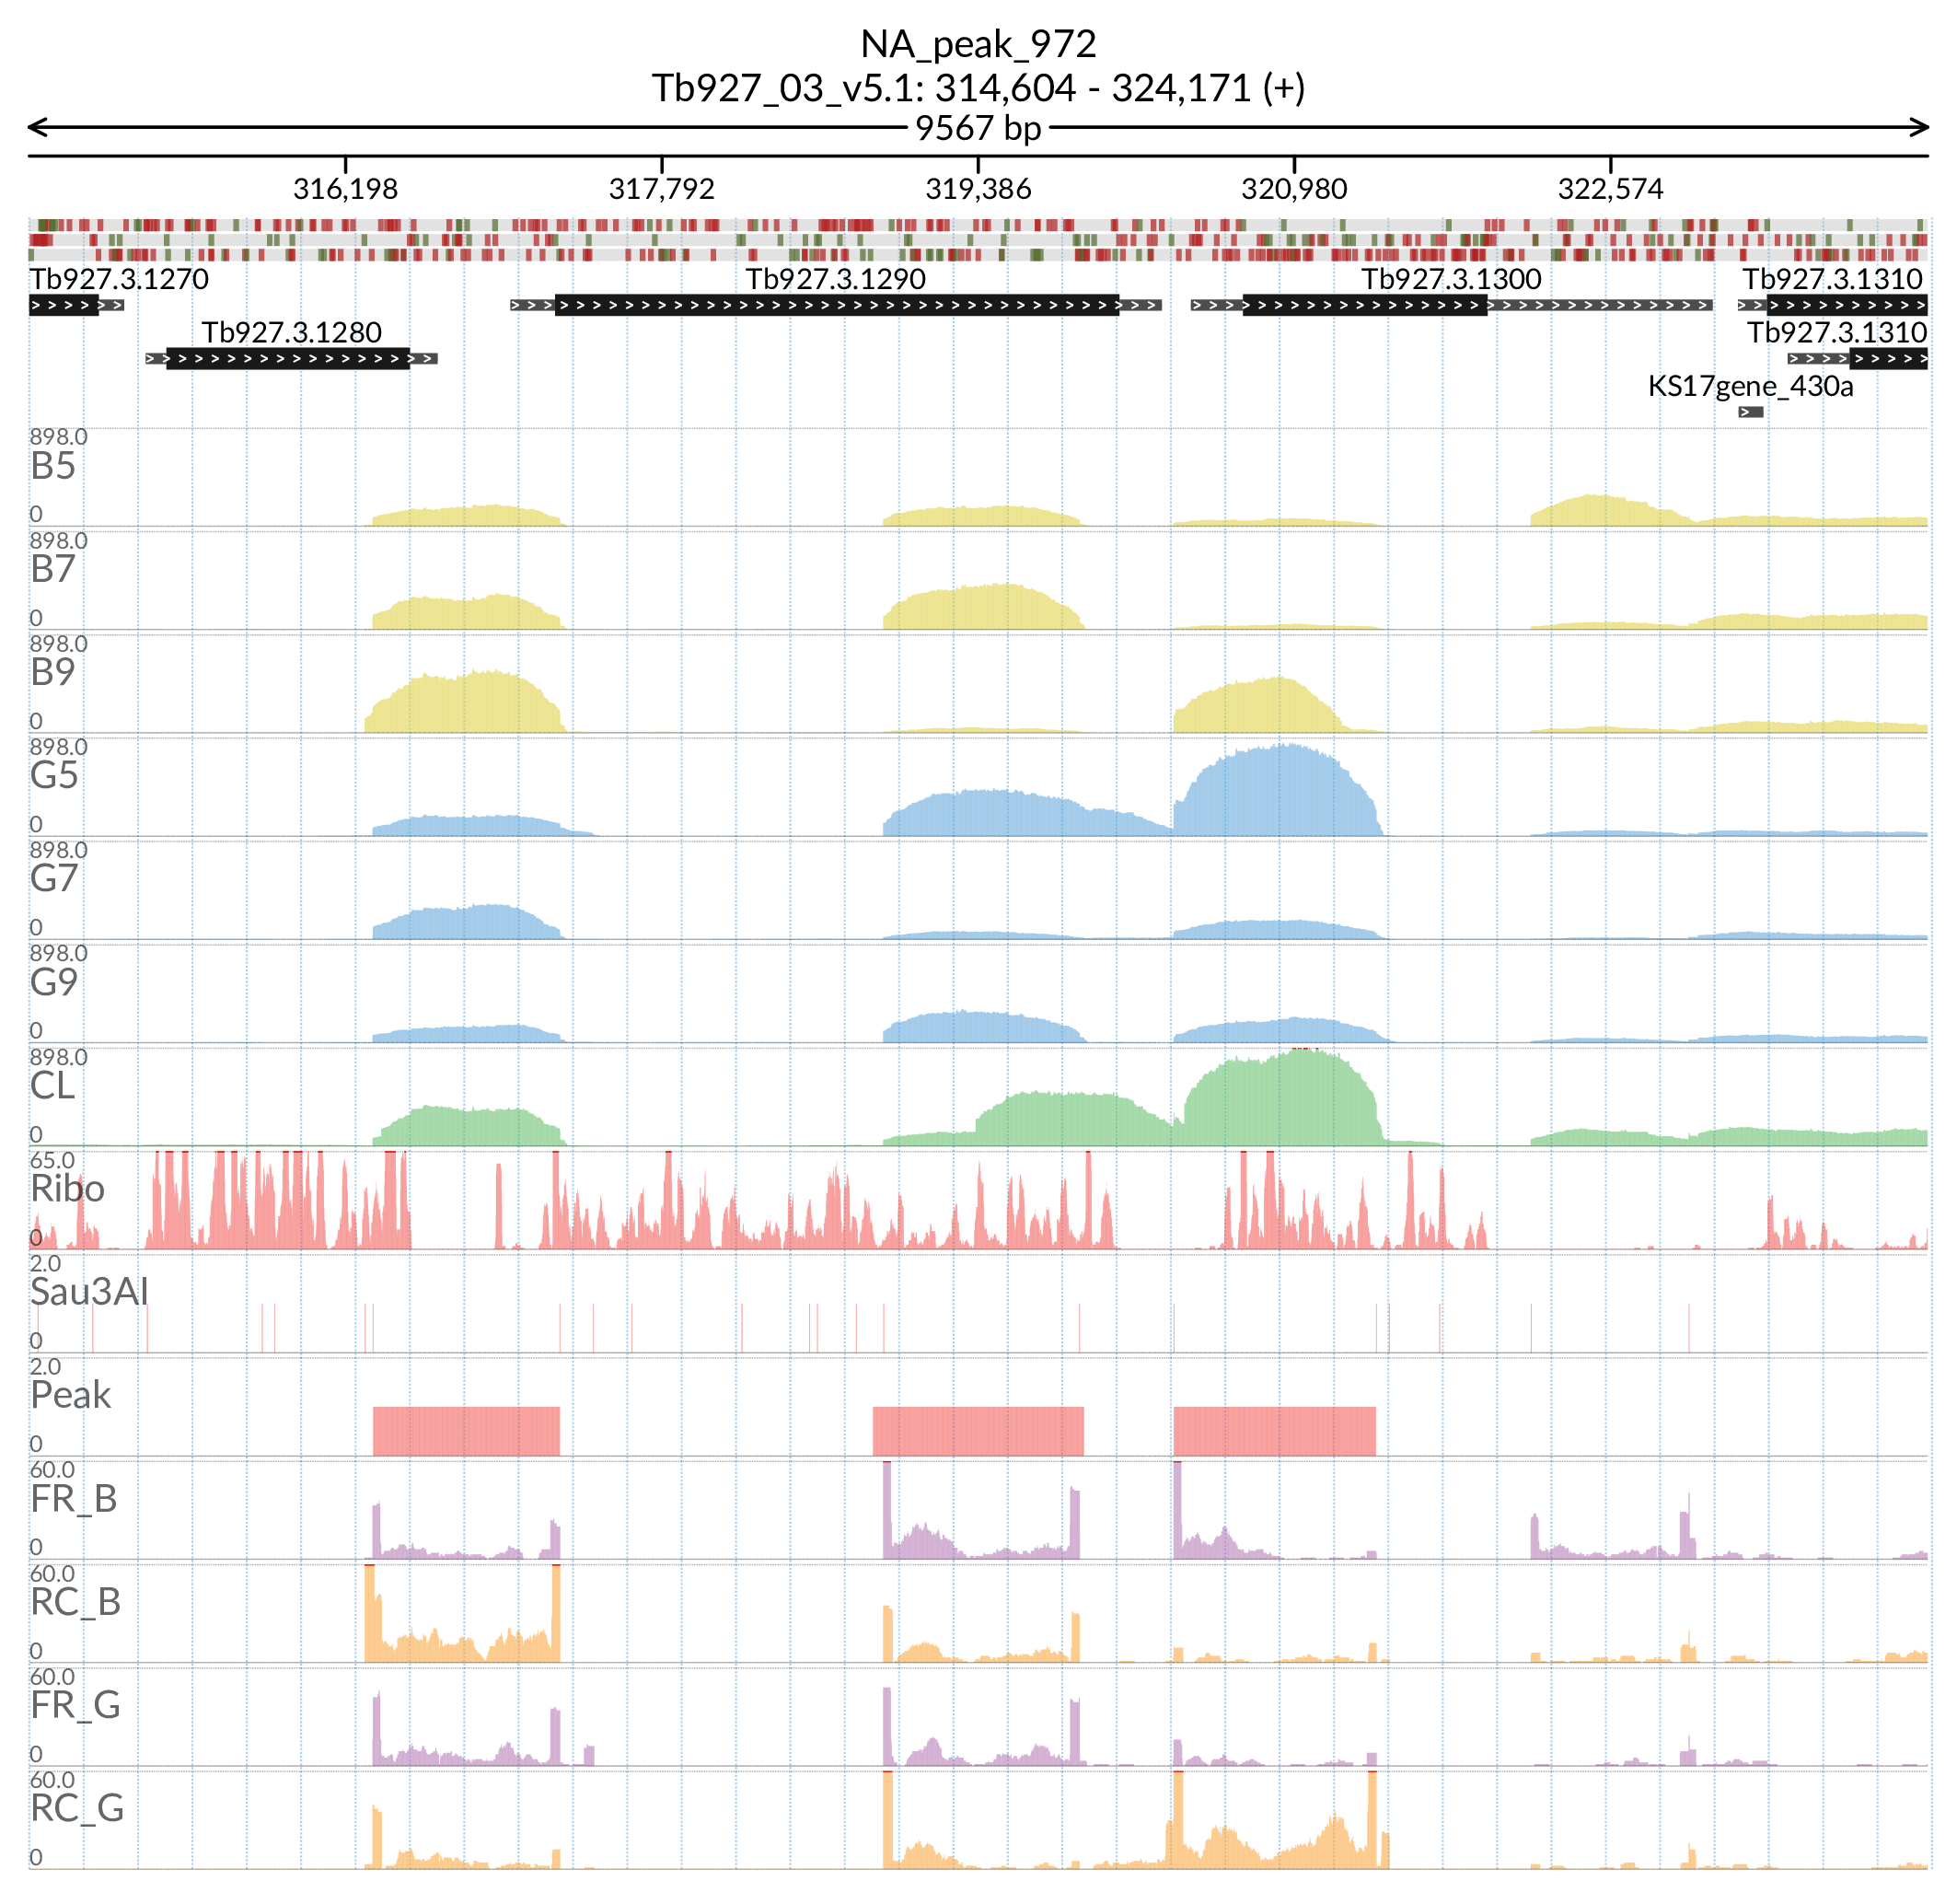 NA_peak_972
Tb927_03_v5.1: 314,604 - 324,171 (+)
9567 bp
316,198 317,792 319,386 320,980 322,574
Tb927.3.1270 Tb927.3.1290 Tb927.3.1300 Tb927.3.1310
Tb927.3.1280 Tb927.3.1310
KS17gene_430a
898.0
B5
0
898.0
B7
0
898.0
B9
0
898.0
G5
0
898.0
G7
0
898.0
G9
0
898.0
CL
0
65.0
Ribo
0
2.0
Sau3AI
0
2.0
Peak
0
60.0
FR_B
0
60.0
RC_B
0
60.0
FR_G
0
60.0
RC_G
0